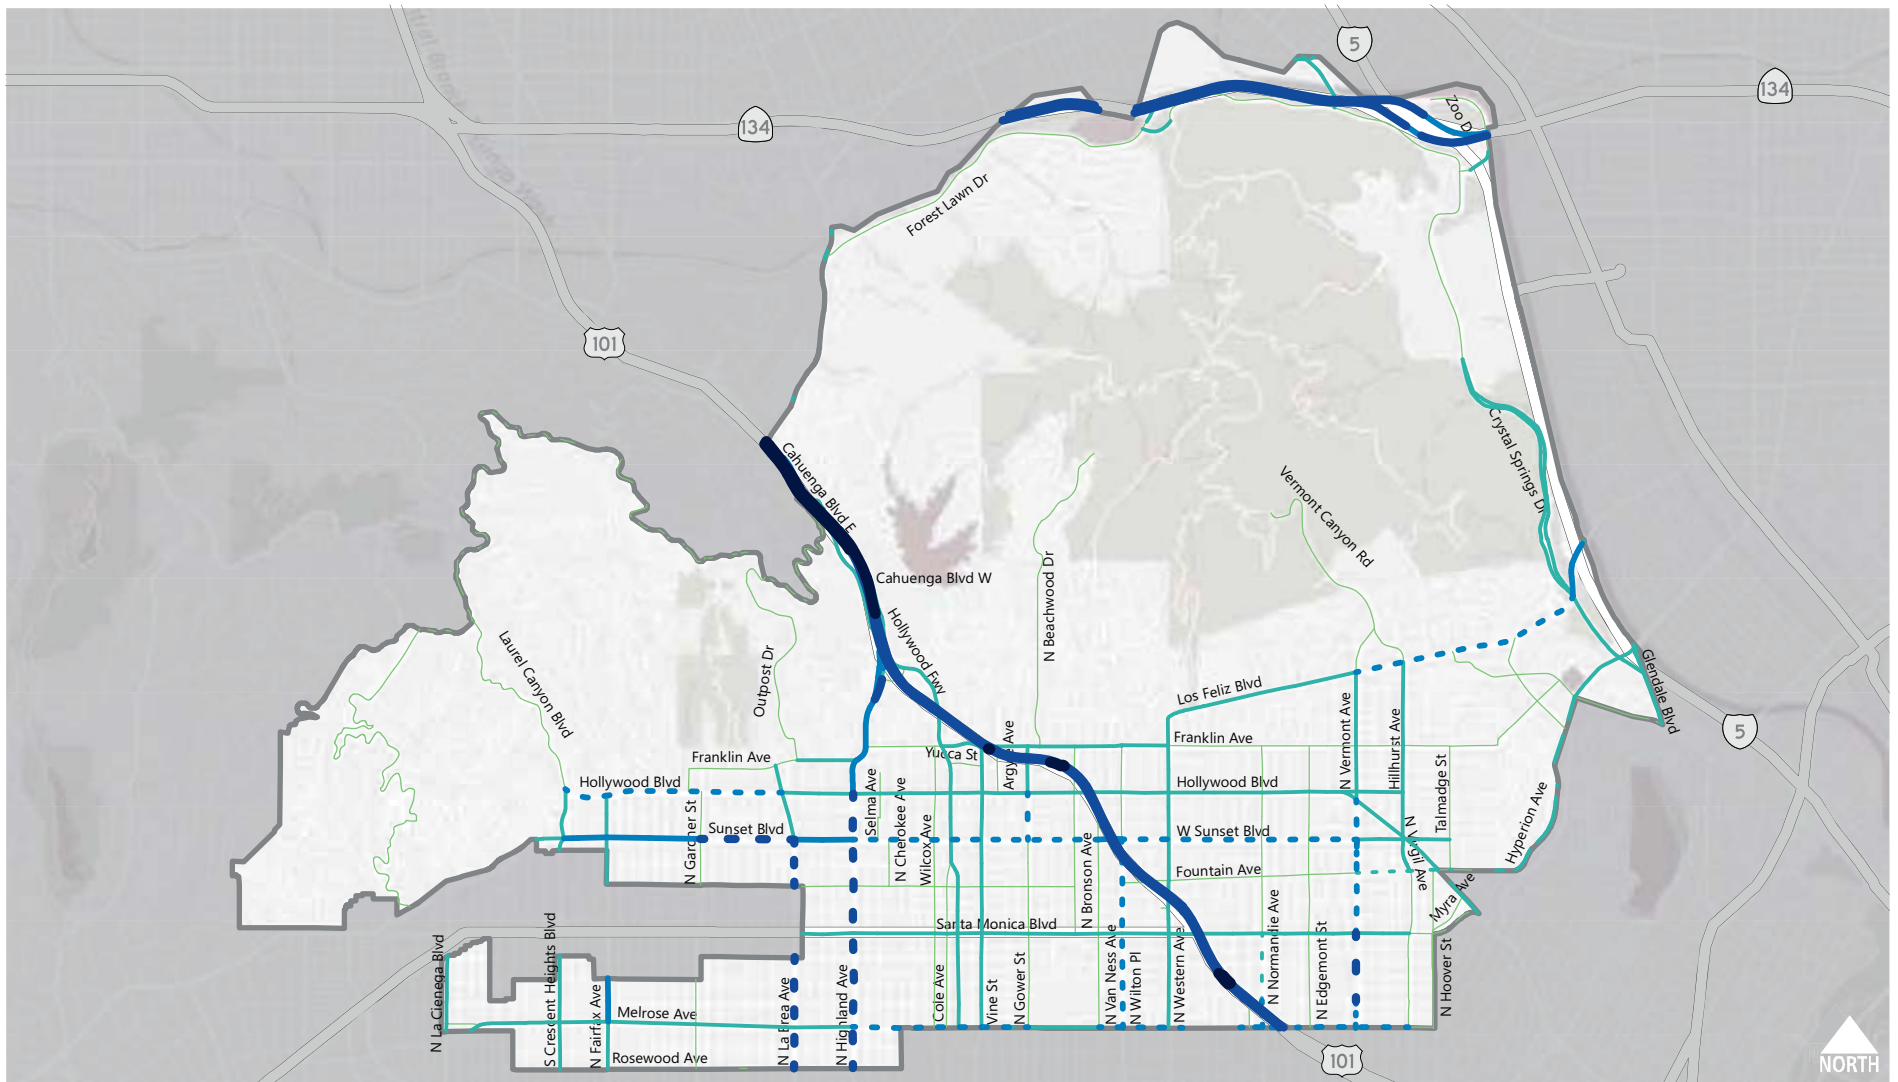 5
134
134
Zoo D
Forest Lawn Dr
101
Crystal Springs Dr
Cahuenga Blvd E
Vermont Canyon Rd
Cahuenga Blvd W
N Beachwood Dr
Hollywood Fwy
Laurel Canyon Blvd
Outpost Dr
Los Feliz Blvd
Glendale Blvd
5
N Vermont Ave
Hillhurst Ave
Franklin Ave
Yucca St
Argyle Ave
Franklin Ave
Hollywood Blvd
Hollywood Blvd
Talmadge St
Hyperion Ave
N Gardner St
Sunset Blvd
Selma Ave
N Cherokee Ave
Wilcox Ave
N Bronson Ave
W Sunset Blvd
N Virgil Ave
Fountain Ave
Myra Ave
Santa Monica Blvd
N La Cienega Blvd
S Crescent Heights Blvd
N Fairfax Ave
Melrose Ave
Rosewood Ave
N La Brea Ave
N Highland Ave
Cole Ave
Vine St
N Gower St
N Van Ness Ave
N Wilton Pl
N Western Ave
N Normandie Ave
N Edgemont St
N Hoover St
101
NORTH